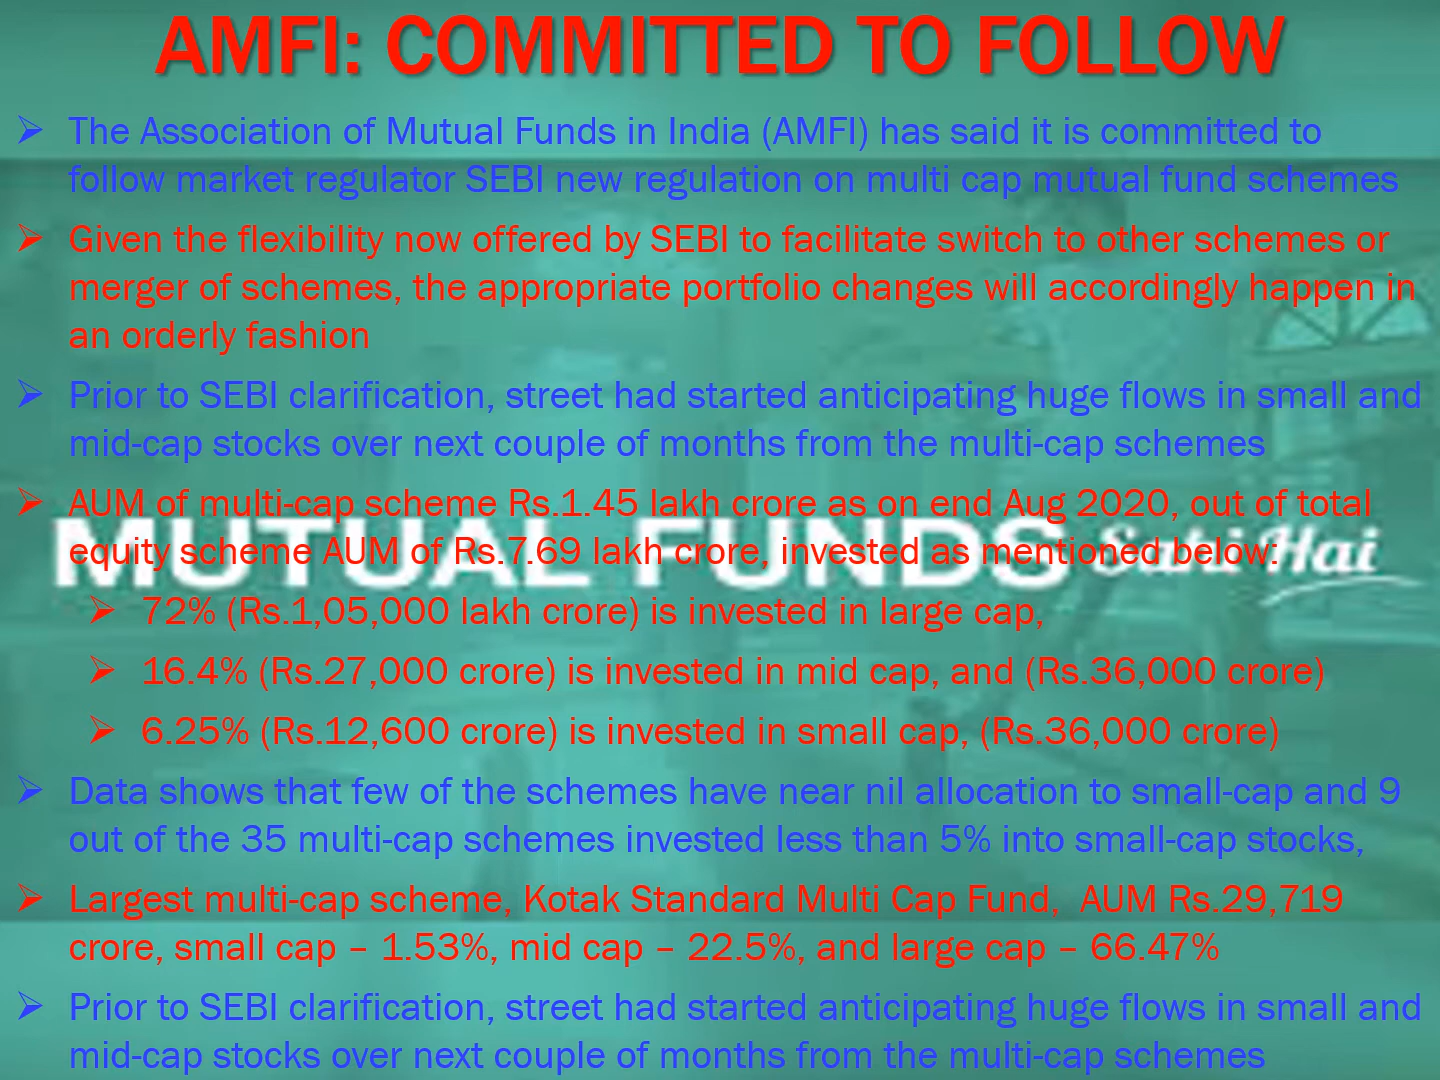 AMFI: COMMITTED TO FOLLOW
The Association of Mutual Funds in India (AMFI) has said it is committed to
follow market regulator SEBI new regulation on multi cap mutual fund schemes
Given the flexibility now offered by SEBI to facilitate switch to other schemes or
merger of schemes, the appropriate portfolio changes will accordingly happen in
an orderly fashion
Prior to SEBI clarification, street had started anticipating huge flows in small and
mid-cap stocks over next couple of months from the multi-cap schemes
AUM of multi-cap scheme Rs.1.45 lakh crore as on end Aug 2020, out of total
equity scheme AUM of Rs.7.69 lakh crore, invested as mentioned below:
MUTUAL FUNDS Sahi Hai
72% (Rs.1,05,000 lakh crore) is invested in large cap,
16.4% (Rs.27,000 crore) is invested in mid cap, and (Rs.36,000 crore)
6.25% (Rs.12,600 crore) is invested in small cap, (Rs.36,000 crore)
Data shows that few of the schemes have near nil allocation to small-cap and 9
out of the 35 multi-cap schemes invested less than 5% into small-cap stocks,
Largest multi-cap scheme, Kotak Standard Multi Cap Fund,  AUM Rs.29,719
crore, small cap – 1.53%, mid cap – 22.5%, and large cap – 66.47%
Prior to SEBI clarification, street had started anticipating huge flows in small and
mid-cap stocks over next couple of months from the multi-cap schemes